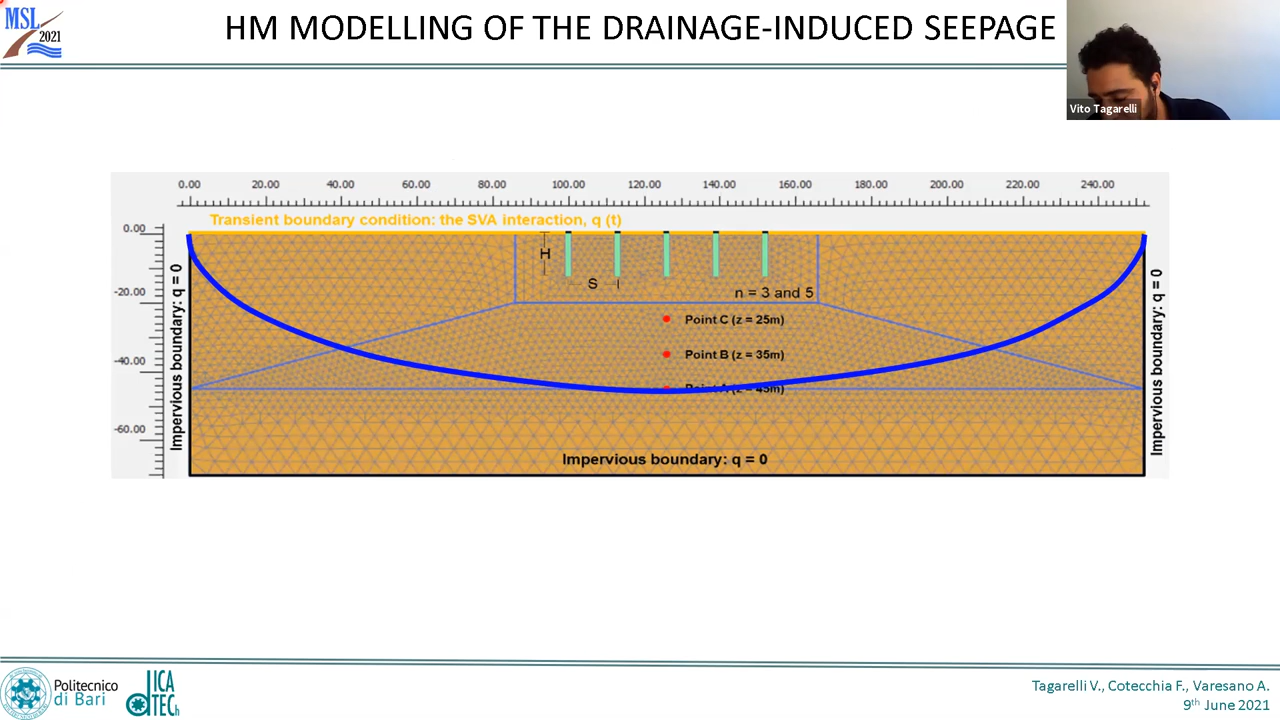 MSL
2021
HM MODELLING OF THE DRAINAGE-INDUCED SEEPAGE
Vito Tagarelli
0.00 20.00 40.00 60.00 80.00 100.00 120.00 140.00 160.00 180.00 200.00 220.00 240.00
Transient boundary condition: the SVA interaction, q (t)
0.00
H
S
n = 3 and 5
-20.00
Point C (z = 25m)
Point B (z = 35m)
-40.00
Point A (z = 45m)
-60.00
Impervious boundary: q = 0
Impervious boundary: q = 0
Impervious boundary: q = 0
Politecnico
di Bari
DICA
TECh
Tagarelli V., Cotecchia F., Varesano A.
9th June 2021